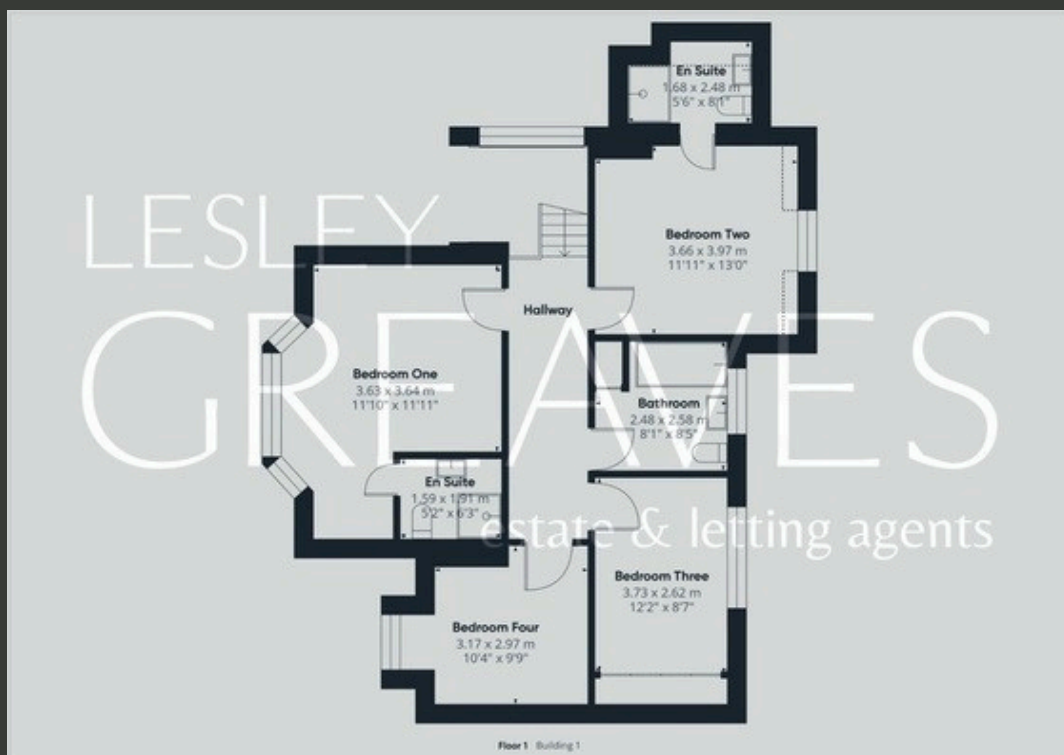 En Suite
1.68 x 2.48 m
5'6" x 8'1"
Bedroom Two
3.66 x 3.97 m
11'11" x 13'0"
LESLEY
GREAVES
estate & letting agents
Hallway
Bedroom One
3.63 x 3.64 m
11'10" x 11'11"
Bathroom
2.48 x 2.58 m
8'1" x 8'5"
En Suite
1.59 x 1.91 m
5'2" x 6'3"
Bedroom Three
3.73 x 2.62 m
12'2" x 8'7"
Bedroom Four
3.17 x 2.97 m
10'4" x 9'9"
Floor 1 Building 1